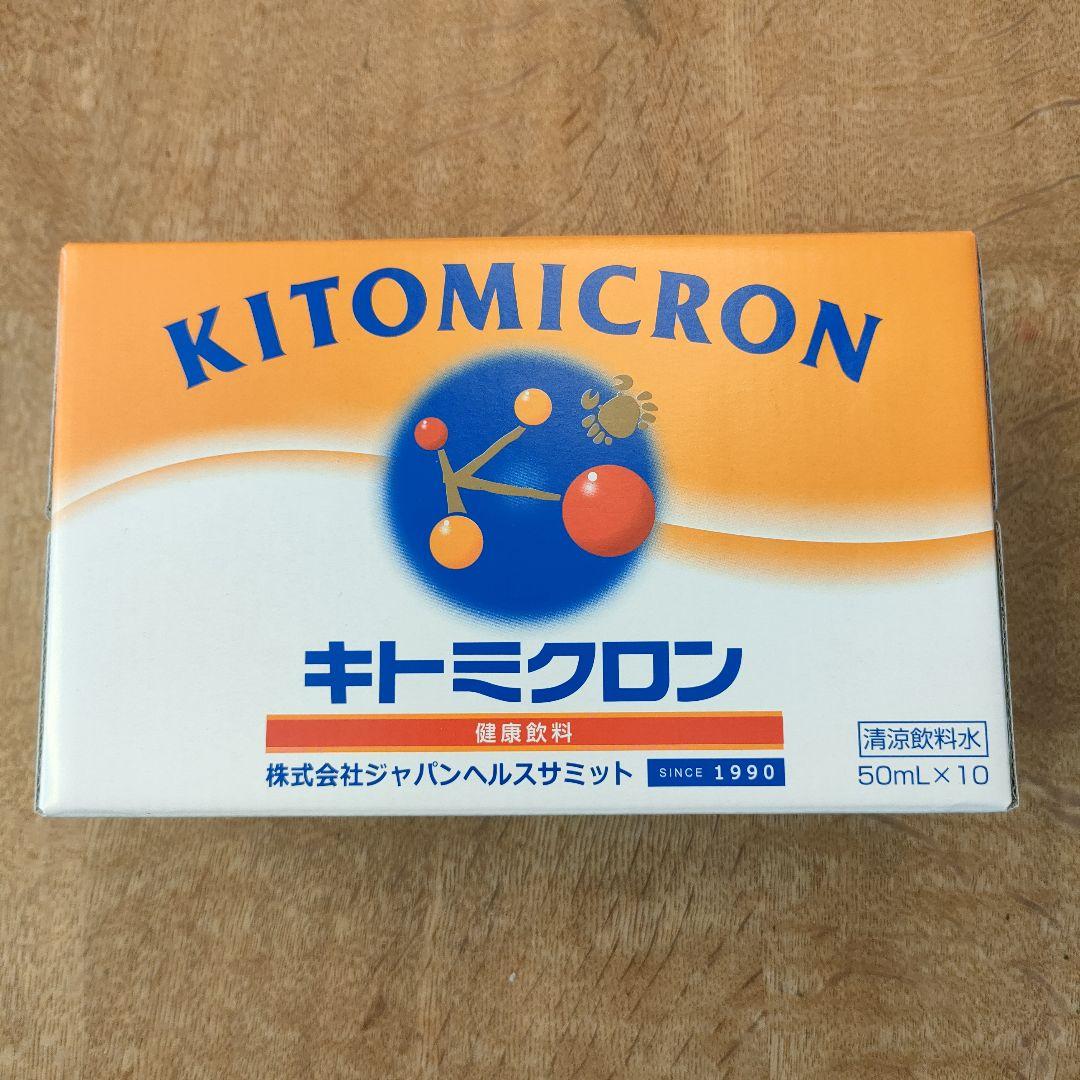 KITOMICRON
キトミクロン
健康飲料
株式会社ジャパンヘルスサミット SINCE 1990
清涼飲料水
50mL×10